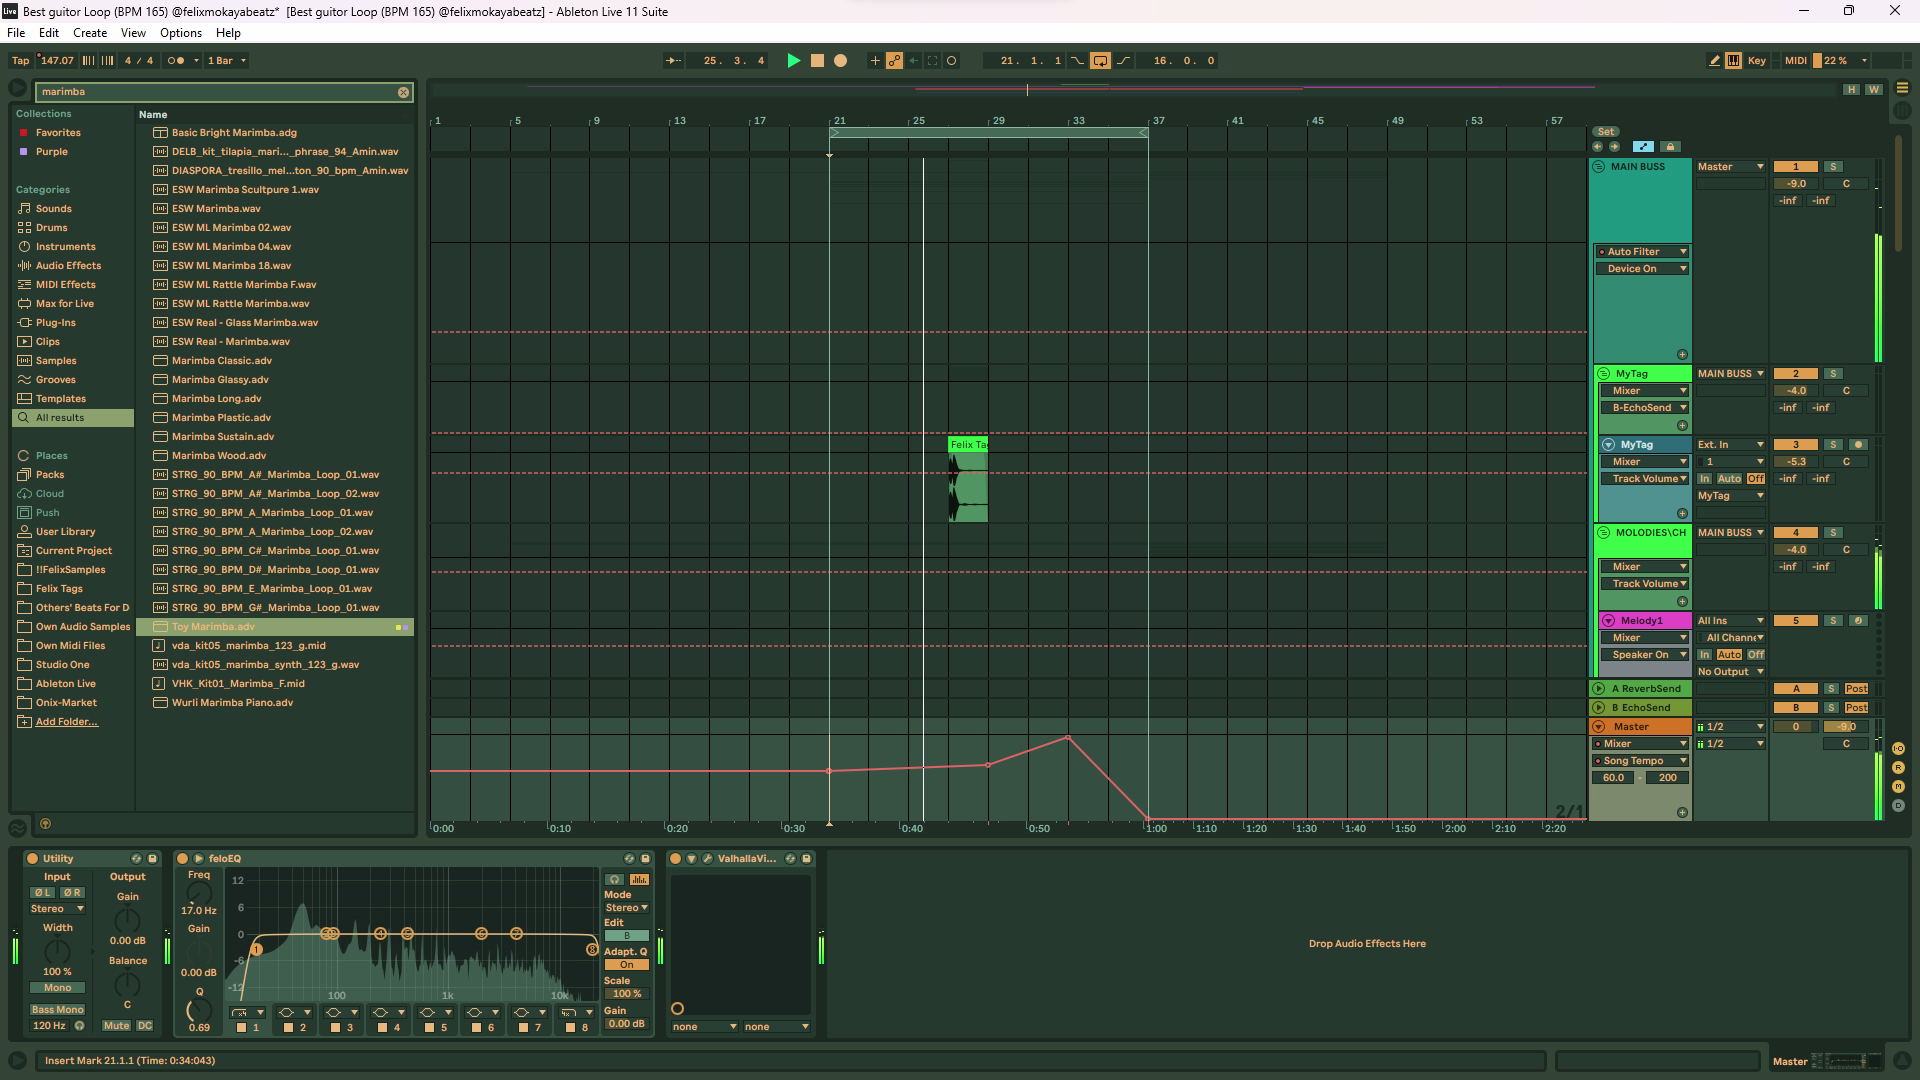 Live Best guitor Loop (BPM 165) @felixmokayabeatz* [Best guitor Loop (BPM 165) @felixmokayabeatz] - Ableton Live 11 Suite
File Edit Create View Options Help
Tap 147.07 4 / 4 1 Bar 25. 3. 4 21. 1. 1 16. 0. 0 Key MIDI 22 %
marimba
H W
Collections
Favorites
Purple
Categories
Sounds
Drums
Instruments
Audio Effects
MIDI Effects
Max for Live
Plug-Ins
Clips
Samples
Grooves
Templates
All results
Places
Packs
Cloud
Push
User Library
Current Project
!!FelixSamples
Felix Tags
Others' Beats For D
Own Audio Samples
Own Midi Files
Studio One
Ableton Live
Onix-Market
Add Folder...
Name
Basic Bright Marimba.adg
DELB_kit_tilapia_mari..._phrase_94_Amin.wav
DIASPORA_tresillo_mel...ton_90_bpm_Amin.wav
ESW Marimba Scultpure 1.wav
ESW Marimba.wav
ESW ML Marimba 02.wav
ESW ML Marimba 04.wav
ESW ML Marimba 18.wav
ESW ML Rattle Marimba F.wav
ESW ML Rattle Marimba.wav
ESW Real - Glass Marimba.wav
ESW Real - Marimba.wav
Marimba Classic.adv
Marimba Glassy.adv
Marimba Long.adv
Marimba Plastic.adv
Marimba Sustain.adv
Marimba Wood.adv
STRG_90_BPM_A#_Marimba_Loop_01.wav
STRG_90_BPM_A#_Marimba_Loop_02.wav
STRG_90_BPM_A_Marimba_Loop_01.wav
STRG_90_BPM_A_Marimba_Loop_02.wav
STRG_90_BPM_C#_Marimba_Loop_01.wav
STRG_90_BPM_D#_Marimba_Loop_01.wav
STRG_90_BPM_E_Marimba_Loop_01.wav
STRG_90_BPM_G#_Marimba_Loop_01.wav
Toy Marimba.adv
vda_kit05_marimba_123_g.mid
vda_kit05_marimba_synth_123_g.wav
VHK_Kit01_Marimba_F.mid
Wurli Marimba Piano.adv
1 5 9 13 17 21 25 29 33 37 41 45 49 53 57
Set
Felix Ta
MAIN BUSS Master 1 S
-9.0 C
-inf -inf
Auto Filter
Device On
MyTag MAIN BUSS 2 S
Mixer -4.0 C
B-EchoSend -inf -inf
MyTag Ext. In 3 S
Mixer 1 -5.3 C
Track Volume In Auto Off -inf -inf
MyTag
MOLODIES\CH MAIN BUSS 4 S
-4.0 C
Mixer -inf -inf
Track Volume
Melody1 All Ins 5 S
Mixer All Channe
Speaker On In Auto Off
No Output
A ReverbSend A S Post
B EchoSend B S Post
Master 1/2 0 -9.0
Mixer 1/2 C
Song Tempo
60.0 - 200
2/1
0:00 0:10 0:20 0:30 0:40 0:50 1:00 1:10 1:20 1:30 1:40 1:50 2:00 2:10 2:20
I·O
R
M
D
Utility
Input Output
Ø L Ø R Gain
Stereo
Width 0.00 dB
Balance
100 %
Mono C
Bass Mono
120 Hz Mute DC
feloEQ
Freq
17.0 Hz
Gain
0.00 dB
Q
0.69
12
6
0
-6
-12
100 1k 10k
1 4 6 8
1 2 3 4 5 6 7 8
Mode
Stereo
Edit
B
Adapt. Q
On
Scale
100 %
Gain
0.00 dB
ValhallaVi...
none none
Drop Audio Effects Here
Insert Mark 21.1.1 (Time: 0:34:043)
Master